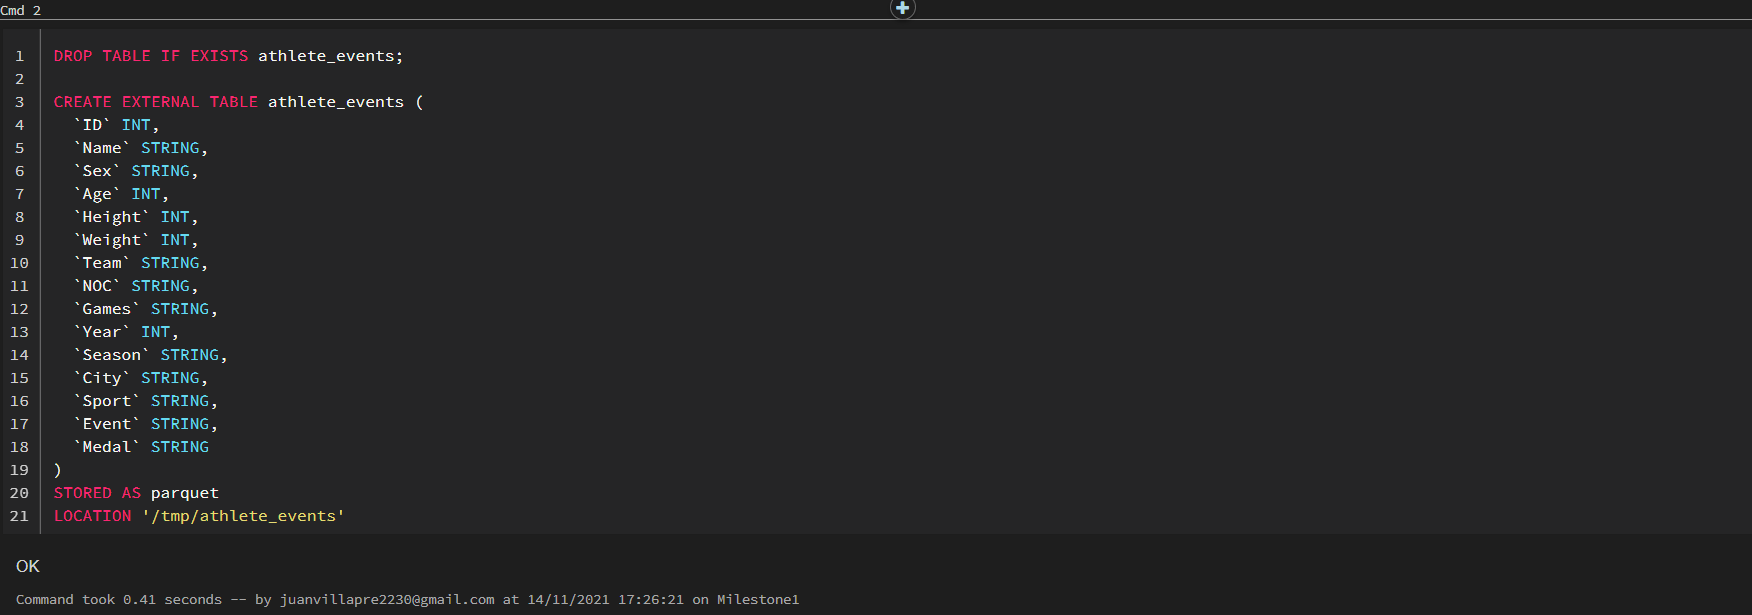 Cmd 2
1 DROP TABLE IF EXISTS athlete_events;
2
3 CREATE EXTERNAL TABLE athlete_events (
4   `ID` INT,
5   `Name` STRING,
6   `Sex` STRING,
7   `Age` INT,
8   `Height` INT,
9   `Weight` INT,
10   `Team` STRING,
11   `NOC` STRING,
12   `Games` STRING,
13   `Year` INT,
14   `Season` STRING,
15   `City` STRING,
16   `Sport` STRING,
17   `Event` STRING,
18   `Medal` STRING
19 )
20 STORED AS parquet
21 LOCATION '/tmp/athlete_events'
OK
Command took 0.41 seconds -- by juanvillapre2230@gmail.com at 14/11/2021 17:26:21 on Milestone1